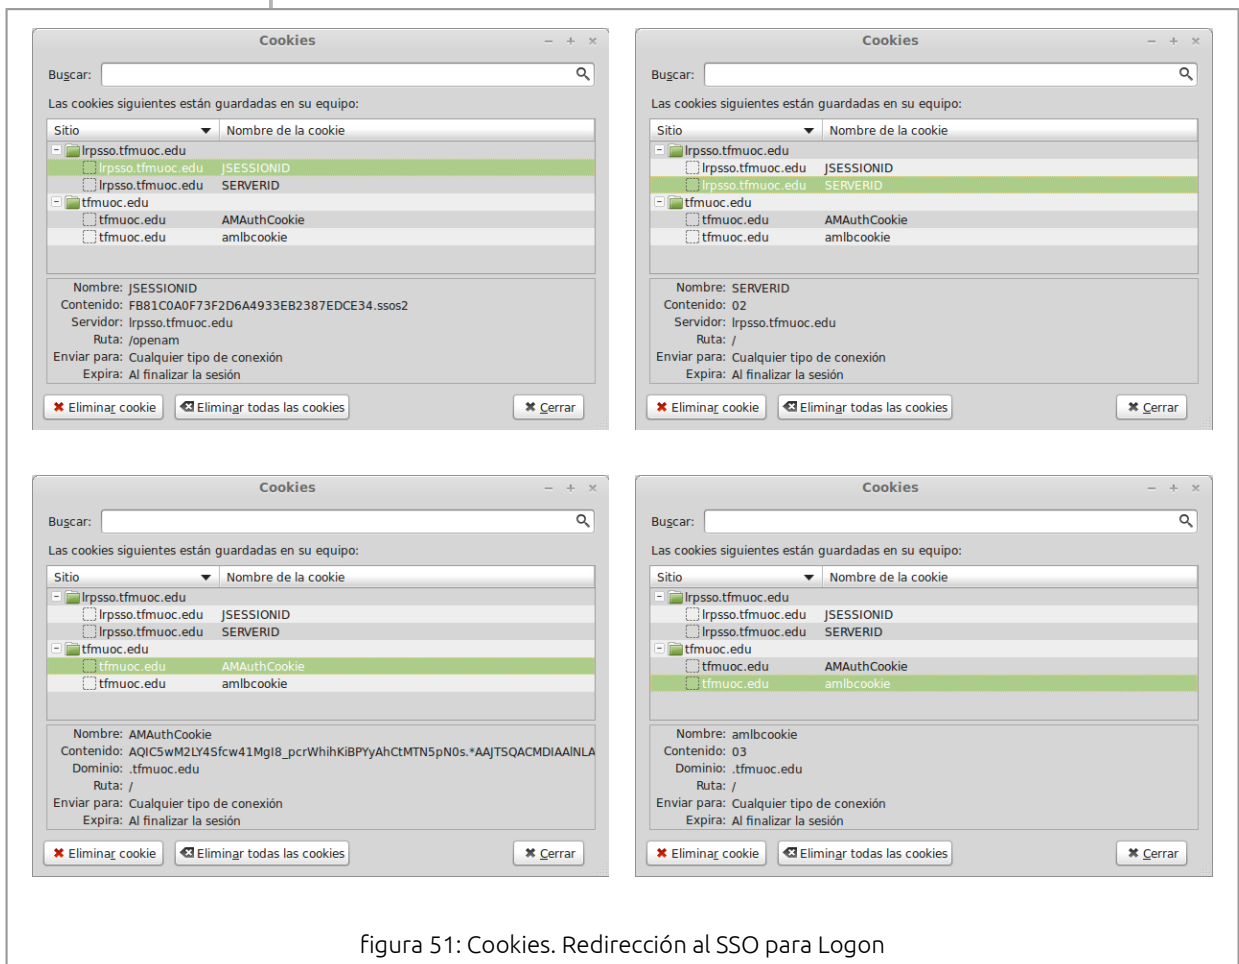 Cookies
Buscar:
Las cookies siguientes están guardadas en su equipo:
Sitio Nombre de la cookie
lrpsso.tfmuoc.edu
lrpsso.tfmuoc.edu JSESSIONID
lrpsso.tfmuoc.edu SERVERID
tfmuoc.edu
tfmuoc.edu AMAuthCookie
tfmuoc.edu amlbcookie
Nombre: JSESSIONID
Contenido: FB81C0A0F73F2D6A4933EB2387EDCE34.ssos2
Servidor: lrpsso.tfmuoc.edu
Ruta: /openam
Enviar para: Cualquier tipo de conexión
Expira: Al finalizar la sesión
Eliminar cookie Eliminar todas las cookies Cerrar
Cookies
Buscar:
Las cookies siguientes están guardadas en su equipo:
Sitio Nombre de la cookie
lrpsso.tfmuoc.edu
lrpsso.tfmuoc.edu JSESSIONID
lrpsso.tfmuoc.edu SERVERID
tfmuoc.edu
tfmuoc.edu AMAuthCookie
tfmuoc.edu amlbcookie
Nombre: SERVERID
Contenido: 02
Servidor: lrpsso.tfmuoc.edu
Ruta: /
Enviar para: Cualquier tipo de conexión
Expira: Al finalizar la sesión
Eliminar cookie Eliminar todas las cookies Cerrar
Cookies
Buscar:
Las cookies siguientes están guardadas en su equipo:
Sitio Nombre de la cookie
lrpsso.tfmuoc.edu
lrpsso.tfmuoc.edu JSESSIONID
lrpsso.tfmuoc.edu SERVERID
tfmuoc.edu
tfmuoc.edu AMAuthCookie
tfmuoc.edu amlbcookie
Nombre: AMAuthCookie
Contenido: AQIC5wM2LY4Sfcw41MgI8_pcrWhihKiBPYyAhCtMTN5pN0s.*AAJTSQACMDIAAlNLA
Dominio: .tfmuoc.edu
Ruta: /
Enviar para: Cualquier tipo de conexión
Expira: Al finalizar la sesión
Eliminar cookie Eliminar todas las cookies Cerrar
Cookies
Buscar:
Las cookies siguientes están guardadas en su equipo:
Sitio Nombre de la cookie
lrpsso.tfmuoc.edu
lrpsso.tfmuoc.edu JSESSIONID
lrpsso.tfmuoc.edu SERVERID
tfmuoc.edu
tfmuoc.edu AMAuthCookie
tfmuoc.edu amlbcookie
Nombre: amlbcookie
Contenido: 03
Dominio: .tfmuoc.edu
Ruta: /
Enviar para: Cualquier tipo de conexión
Expira: Al finalizar la sesión
Eliminar cookie Eliminar todas las cookies Cerrar
figura 51: Cookies. Redirección al SSO para Logon